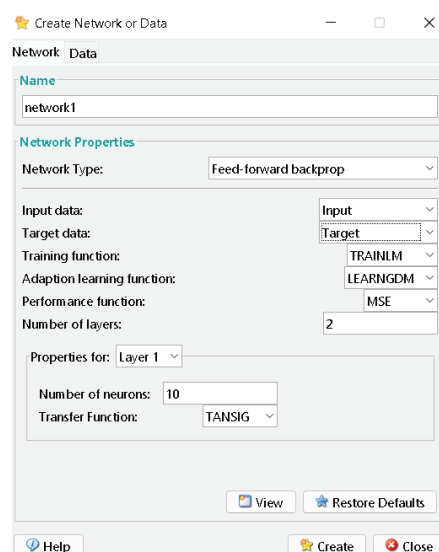 Create Network or Data
Network Data
Name
network1
Network Properties
Network Type: Feed-forward backprop
Input data: Input
Target data: Target
Training function: TRAINLM
Adaption learning function: LEARNGDM
Performance function: MSE
Number of layers: 2
Properties for: Layer 1
Number of neurons: 10
Transfer Function: TANSIG
View Restore Defaults
Help Create Close